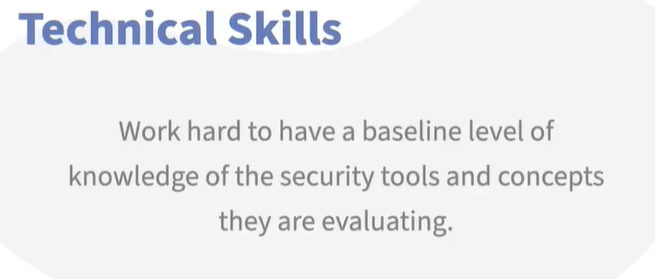 Technical Skills
Work hard to have a baseline level of
knowledge of the security tools and concepts
they are evaluating.